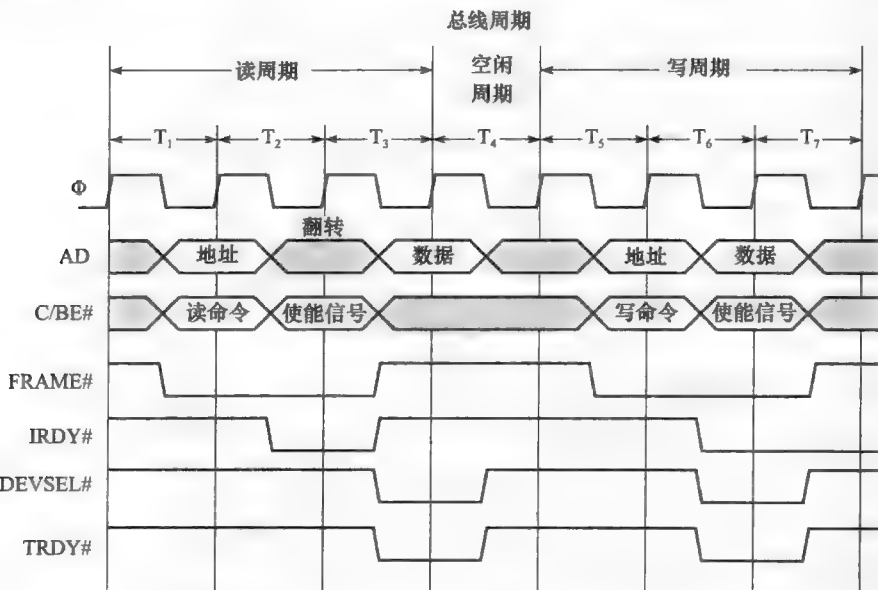 总线周期
读周期
空闲
周期
写周期
T₁ T₂ T₃ T₄ T₅ T₆ T₇
Φ
翻转
AD 地址 数据 地址 数据
C/BE# 读命令 使能信号 写命令 使能信号
FRAME#
IRDY#
DEVSEL#
TRDY#